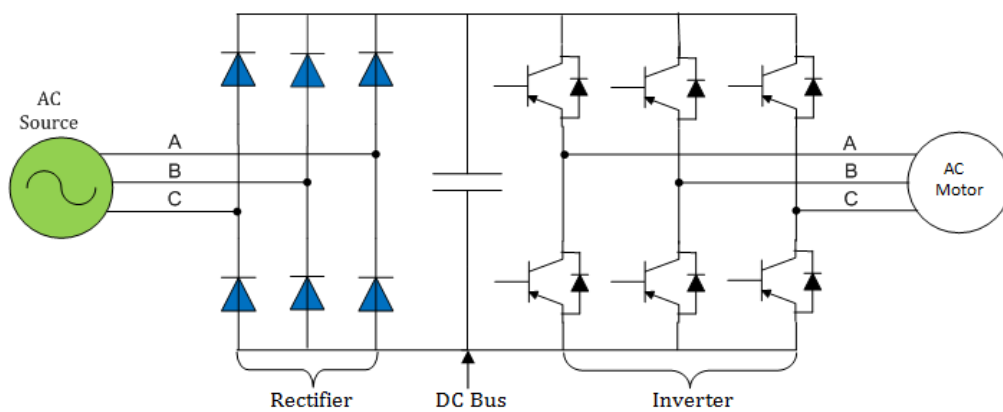 AC
Source
A
B
C
A
B
C
AC
Motor
Rectifier
DC Bus
Inverter